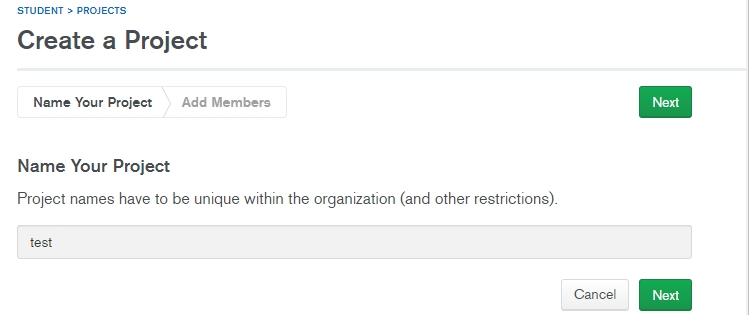 STUDENT > PROJECTS
Create a Project
Name Your Project Add Members Next
Name Your Project
Project names have to be unique within the organization (and other restrictions).
test
Cancel Next